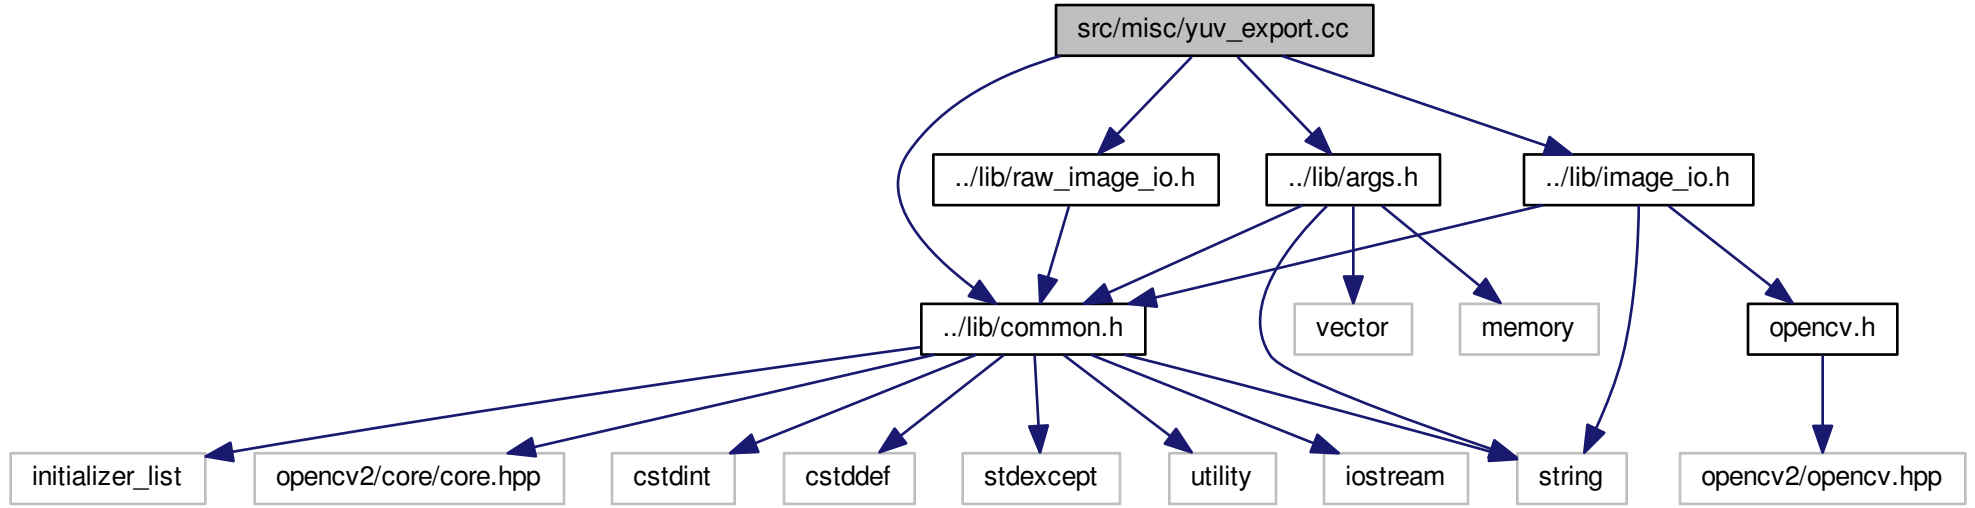 src/misc/yuv_export.cc
../lib/raw_image_io.h
../lib/args.h
../lib/image_io.h
../lib/common.h
vector
memory
opencv.h
initializer_list
opencv2/core/core.hpp
cstdint
cstddef
stdexcept
utility
iostream
string
opencv2/opencv.hpp